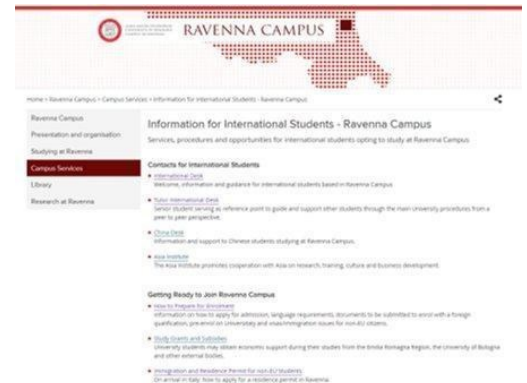 RAVENNA CAMPUS
Home > Ravenna Campus > Campus Services > Information for International Students - Ravenna Campus
Ravenna Campus
Presentation and organisation
Studying at Ravenna
Campus Services
Library
Research at Ravenna
Information for International Students - Ravenna Campus
Services, procedures and opportunities for international students opting to study at Ravenna Campus
Contacts for International Students
International Desk
Welcome, information and guidance for international students based in Ravenna Campus
Tutor International Desk
Senior student serving as reference point to guide and support other students through the main University procedures from a
peer to peer perspective.
China Desk
Information and support to Chinese students studying at Ravenna Campus.
Asia Institute
The Asia Institute promotes cooperation with Asia on research, training, culture and business development.
Getting Ready to Join Ravenna Campus
How to Prepare for Enrolment
Information on how to apply for admission, language requirements, documents to be submitted to enrol with a foreign
qualification, pre-enrol on Universitaly and visas/immigration issues for non-EU citizens.
Study Grants and Subsidies
University students may obtain economic support during their studies from the Emilia Romagna Region, the University of Bologna
and other external bodies.
Immigration and Residence Permit for non-EU students
On arrival in Italy: how to apply for a residence permit in Ravenna.